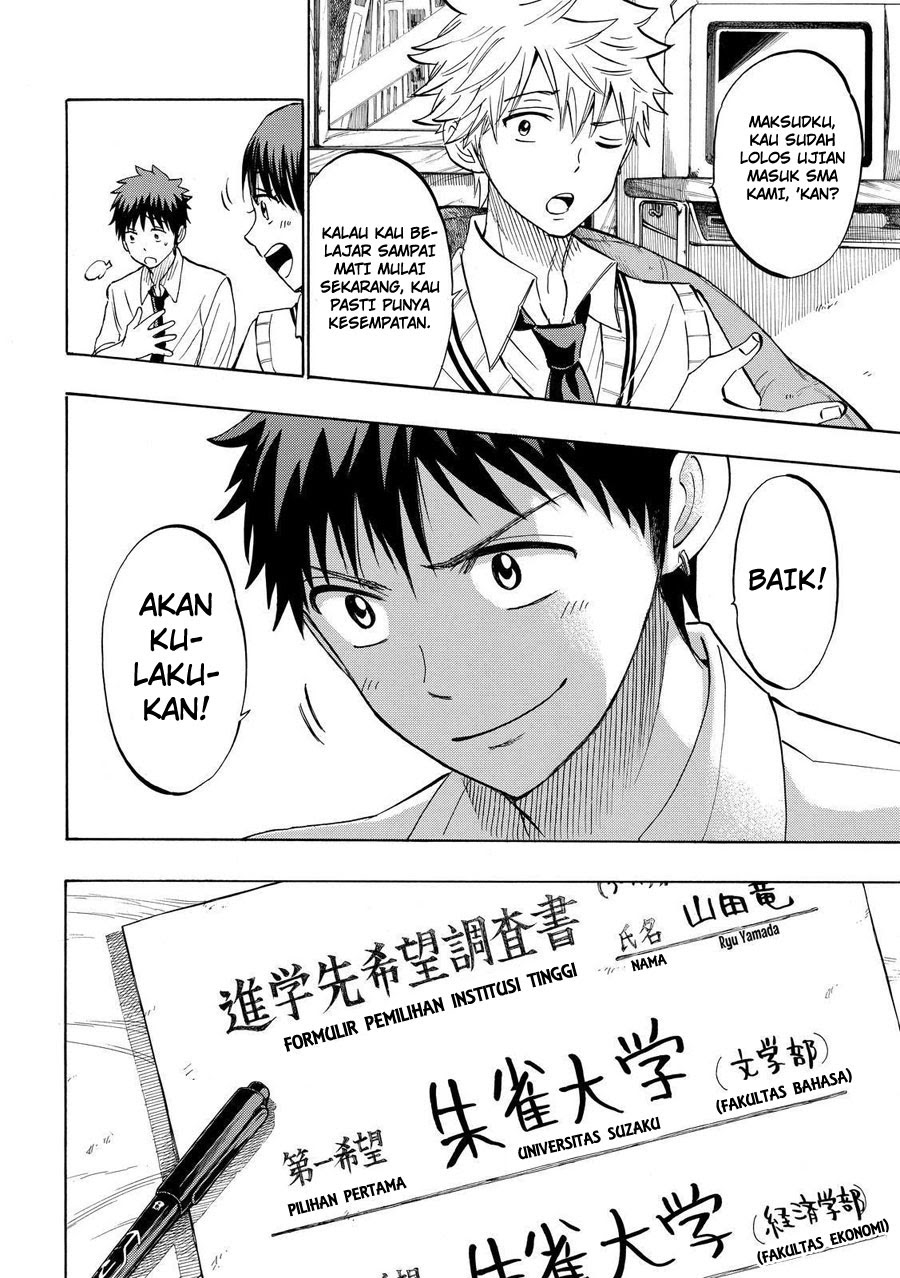 MAKSUDKU,
KAU SUDAH
LOLOS UJIAN
MASUK SMA
KAMI, 'KAN?
KALAU KAU BE-
LAJAR SAMPAI
MATI MULAI
SEKARANG, KAU
PASTI PUNYA
KESEMPATAN.
BAIK!
AKAN
KU-
LAKU-
KAN!
進学先希望調査書
FORMULIR PEMILIHAN INSTITUSI TINGGI
氏名 山田竜
NAMA Ryu Yamada
第一希望 朱雀大学 (文学部)
PILIHAN PERTAMA UNIVERSITAS SUZAKU (FAKULTAS BAHASA)
希望 朱雀大学 (経済学部)
(FAKULTAS EKONOMI)